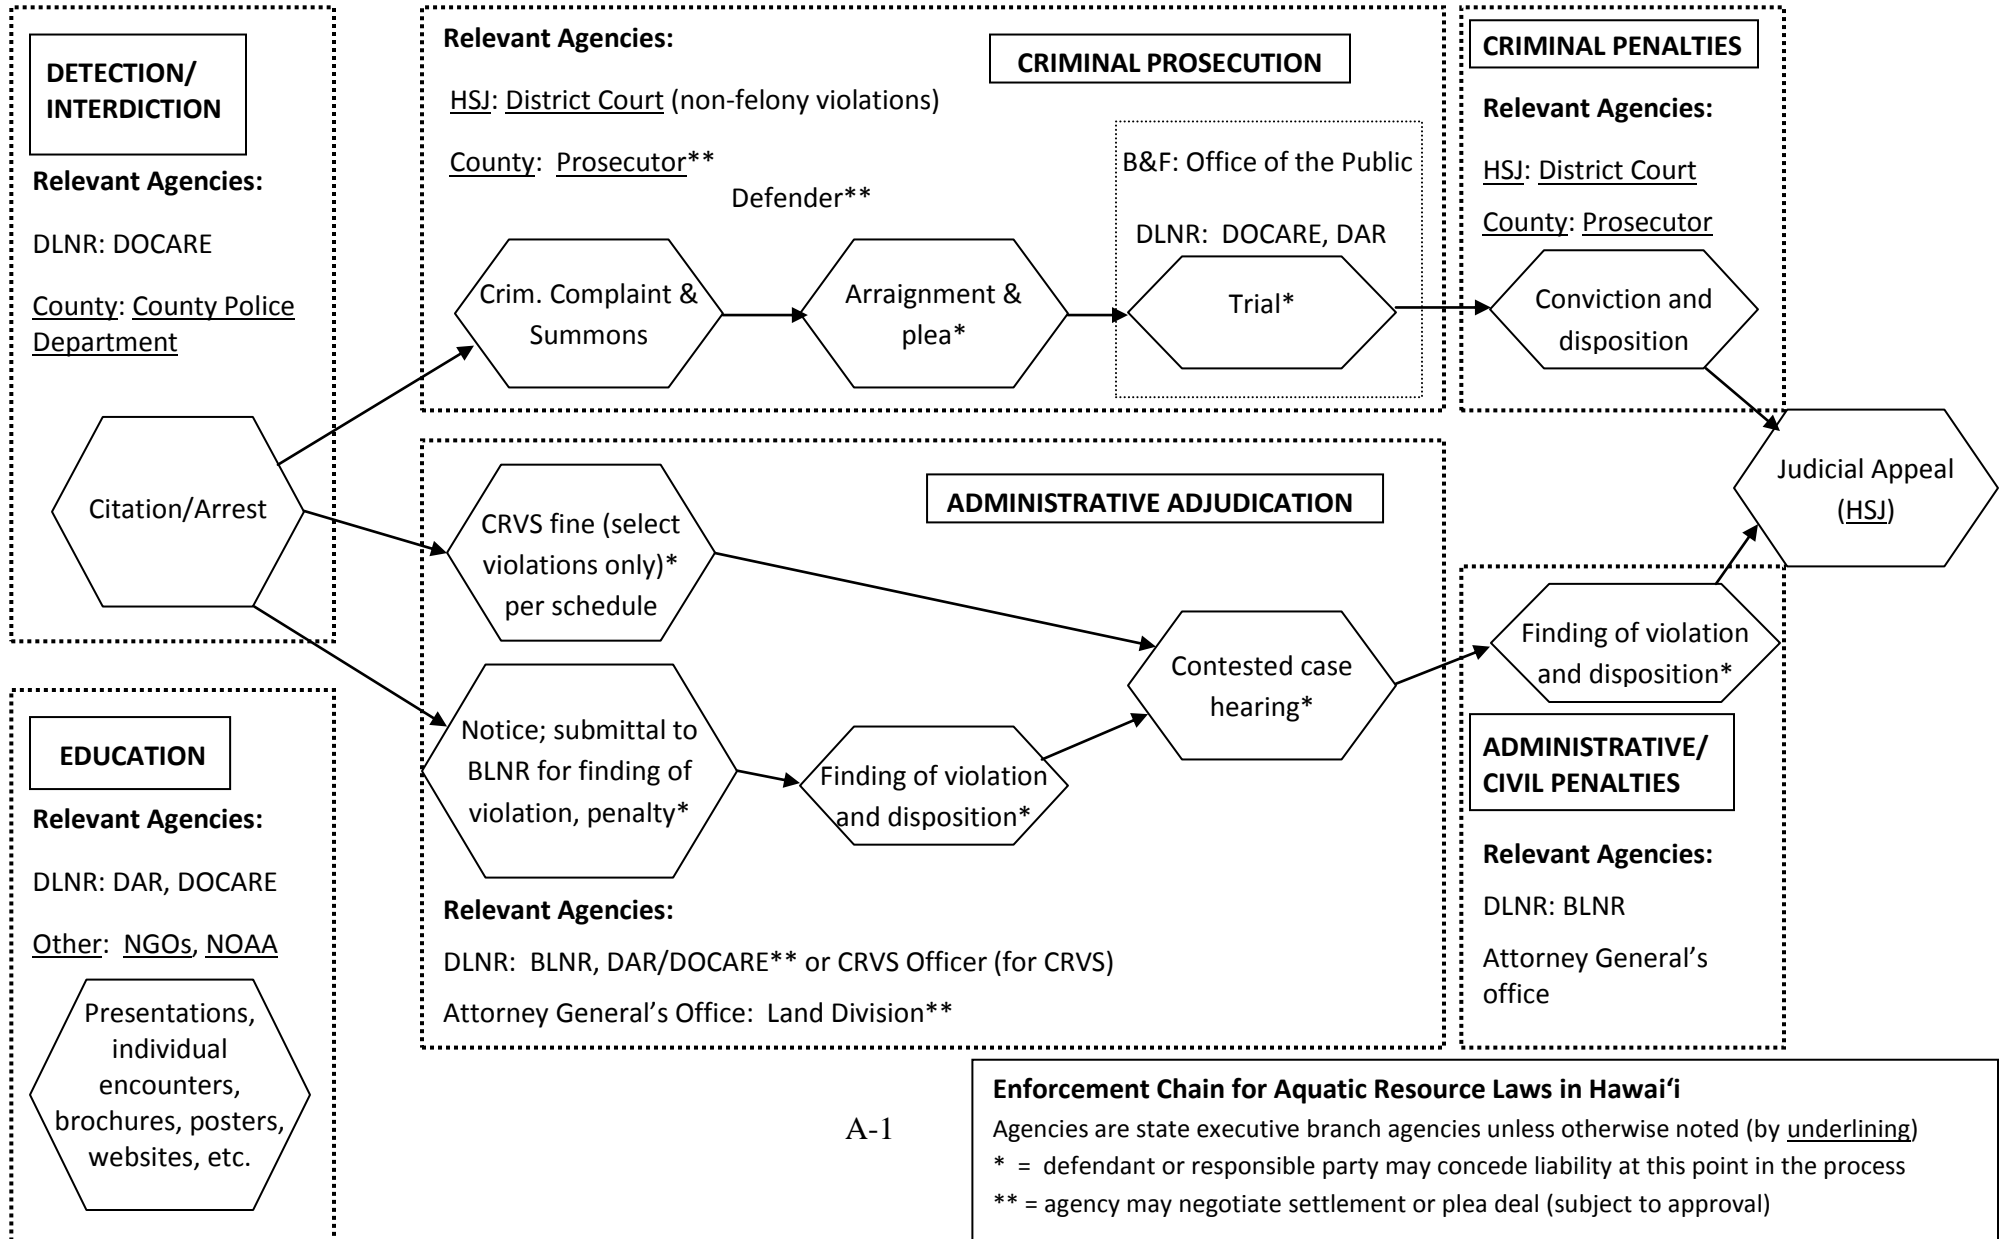 DETECTION/
INTERDICTION
Relevant Agencies:
DLNR: DOCARE
County: County Police
Department
Citation/Arrest
EDUCATION
Relevant Agencies:
DLNR: DAR, DOCARE
Other: NGOs, NOAA
Presentations,
individual
encounters,
brochures, posters,
websites, etc.
Relevant Agencies:
CRIMINAL PROSECUTION
HSJ: District Court (non-felony violations)
County: Prosecutor**
B&F: Office of the Public
Defender**
DLNR: DOCARE, DAR
Crim. Complaint &
Summons
Arraignment &
plea*
Trial*
CRIMINAL PENALTIES
Relevant Agencies:
HSJ: District Court
County: Prosecutor
Conviction and
disposition
Judicial Appeal
(HSJ)
ADMINISTRATIVE ADJUDICATION
CRVS fine (select
violations only)*
per schedule
Notice; submittal to
BLNR for finding of
violation, penalty*
Finding of violation
and disposition*
Contested case
hearing*
Relevant Agencies:
DLNR: BLNR, DAR/DOCARE** or CRVS Officer (for CRVS)
Attorney General’s Office: Land Division**
Finding of violation
and disposition*
ADMINISTRATIVE/
CIVIL PENALTIES
Relevant Agencies:
DLNR: BLNR
Attorney General’s
office
A-1
Enforcement Chain for Aquatic Resource Laws in Hawai‘i
Agencies are state executive branch agencies unless otherwise noted (by underlining)
* = defendant or responsible party may concede liability at this point in the process
** = agency may negotiate settlement or plea deal (subject to approval)